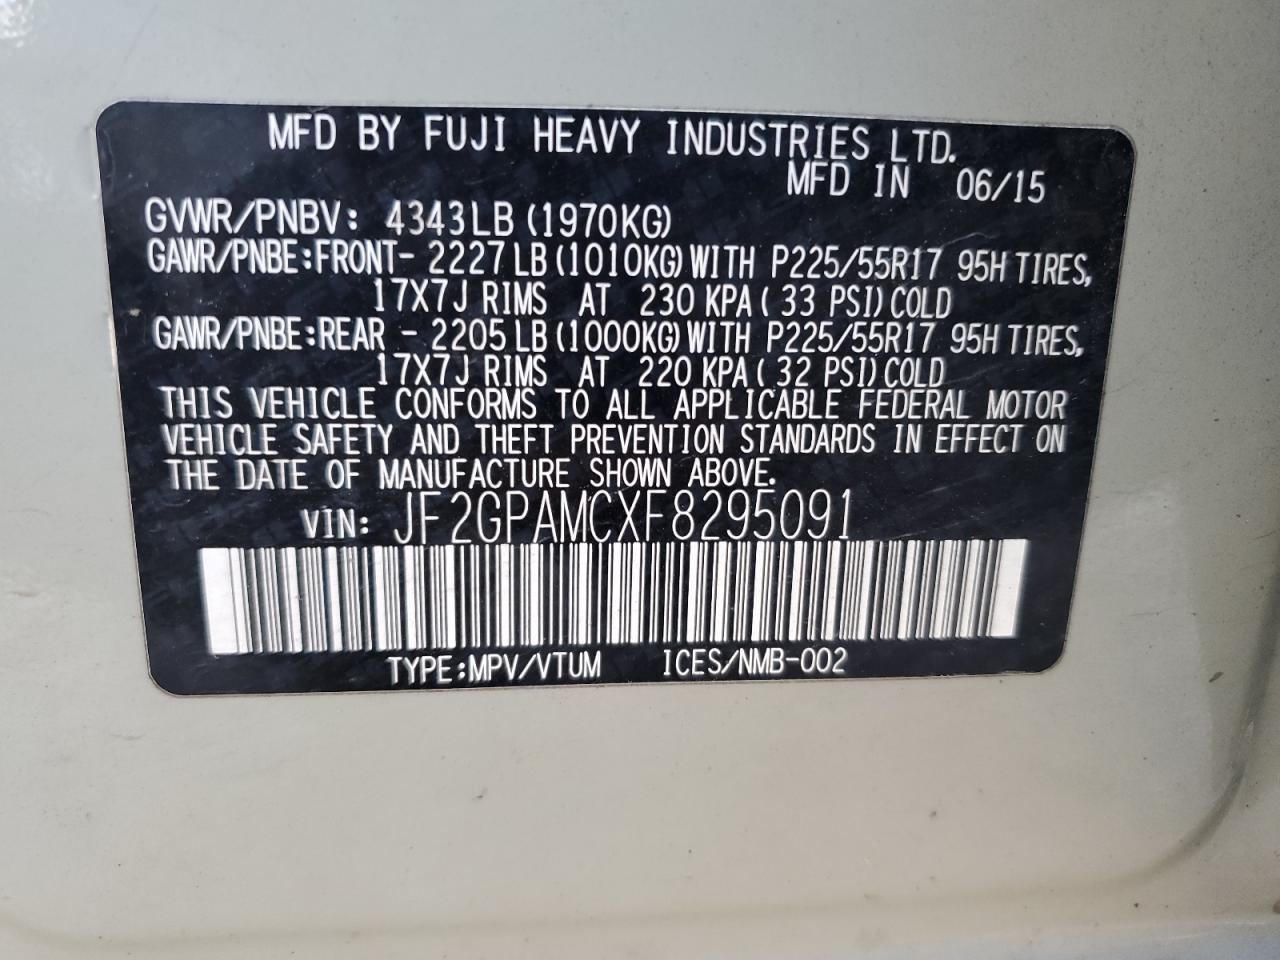 MFD BY FUJI HEAVY INDUSTRIES LTD.
MFD IN 06/15
GVWR/PNBV: 4343LB (1970KG)
GAWR/PNBE:FRONT- 2227 LB (1010KG) WITH P225/55R17 95H TIRES,
17X7J RIMS AT 230 KPA ( 33 PSI) COLD
GAWR/PNBE:REAR - 2205 LB (1000KG) WITH P225/55R17 95H TIRES,
17X7J RIMS AT 220 KPA ( 32 PSI) COLD
THIS VEHICLE CONFORMS TO ALL APPLICABLE FEDERAL MOTOR
VEHICLE SAFETY AND THEFT PREVENTION STANDARDS IN EFFECT ON
THE DATE OF MANUFACTURE SHOWN ABOVE.
VIN: JF2GPAMCXF8295091
TYPE:MPV/VTUM ICES/NMB-002